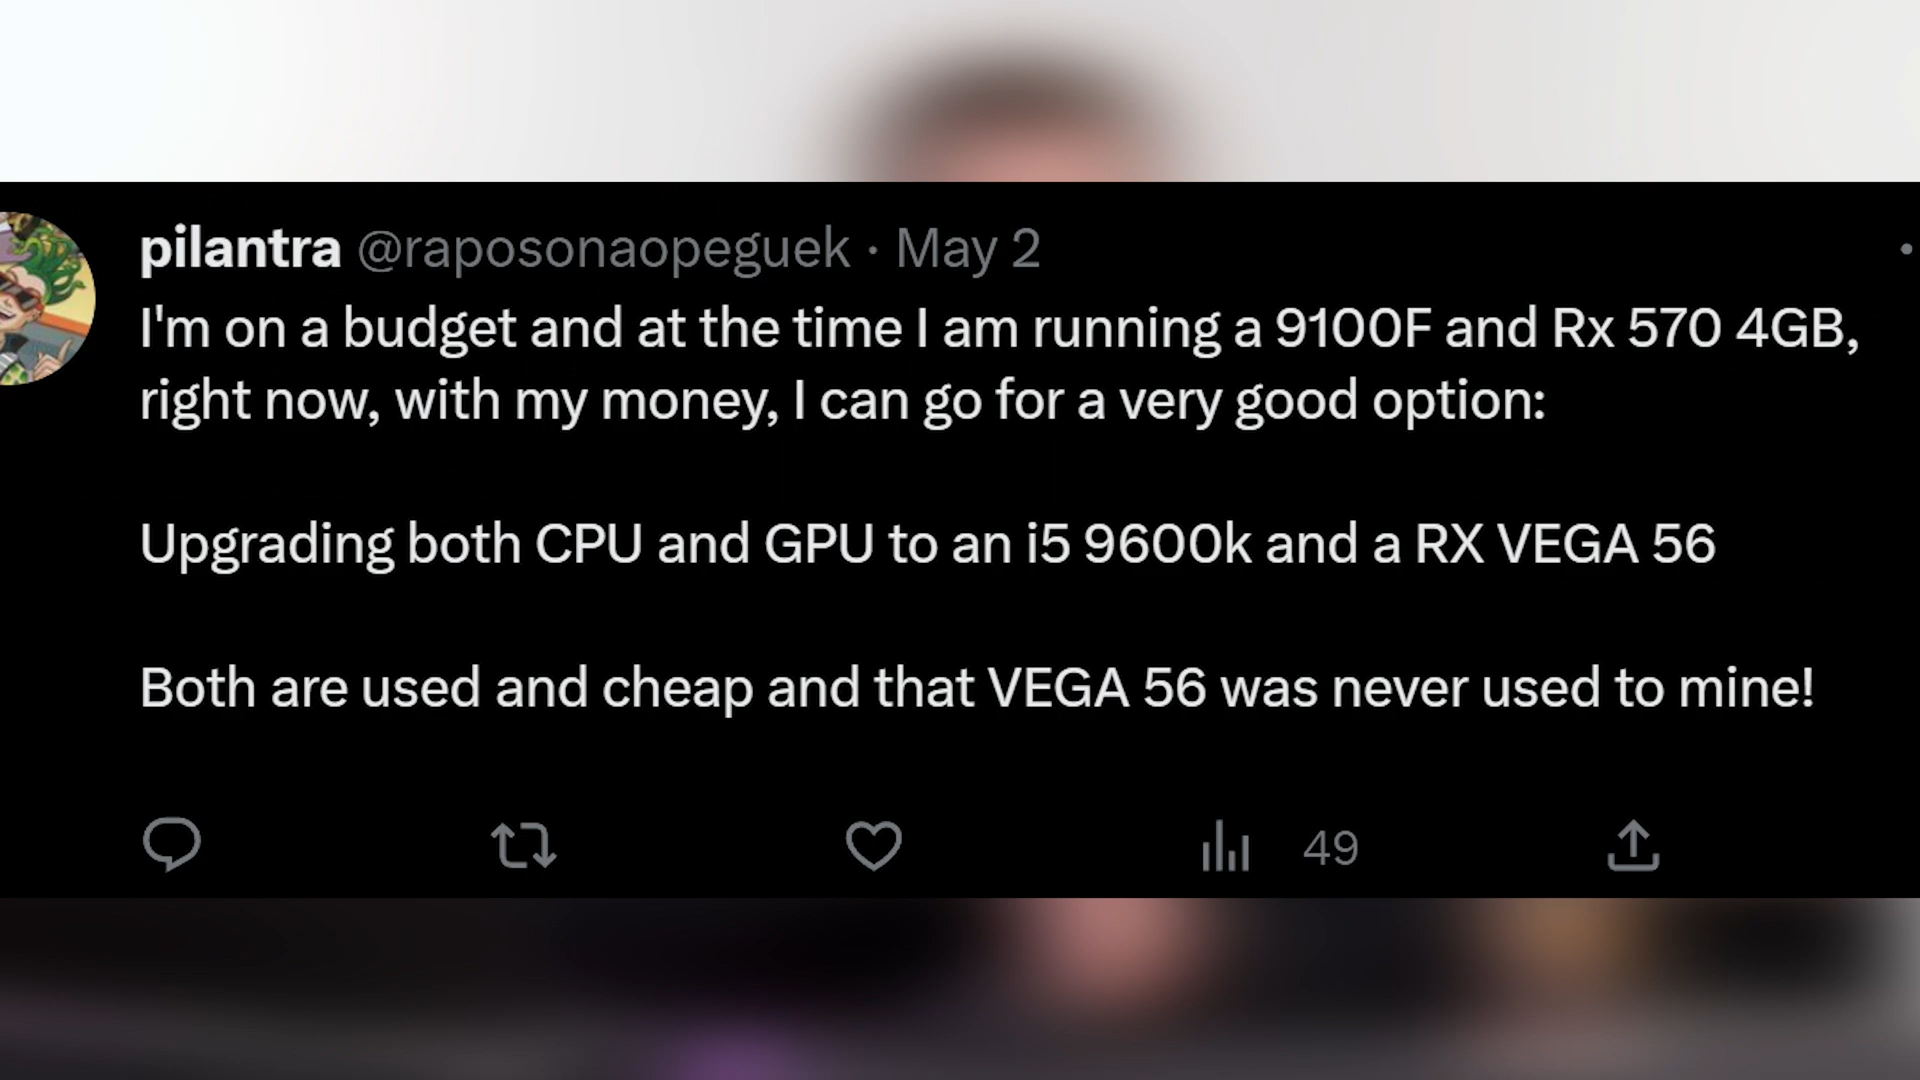 pilantra @raposonaopeguek · May 2
I'm on a budget and at the time I am running a 9100F and Rx 570 4GB,
right now, with my money, I can go for a very good option:
Upgrading both CPU and GPU to an i5 9600k and a RX VEGA 56
Both are used and cheap and that VEGA 56 was never used to mine!
49